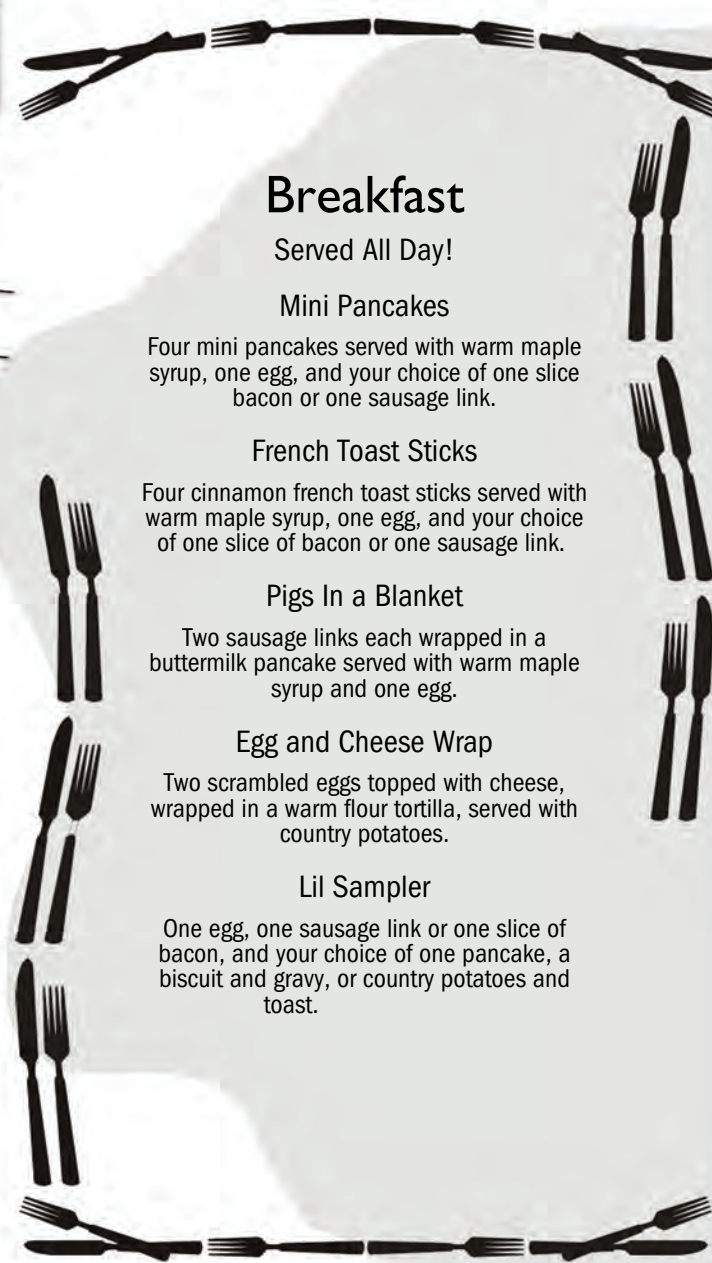 Breakfast
Served All Day!
Mini Pancakes
Four mini pancakes served with warm maple
syrup, one egg, and your choice of one slice
bacon or one sausage link.
French Toast Sticks
Four cinnamon french toast sticks served with
warm maple syrup, one egg, and your choice
of one slice of bacon or one sausage link.
Pigs In a Blanket
Two sausage links each wrapped in a
buttermilk pancake served with warm maple
syrup and one egg.
Egg and Cheese Wrap
Two scrambled eggs topped with cheese,
wrapped in a warm flour tortilla, served with
country potatoes.
Lil Sampler
One egg, one sausage link or one slice of
bacon, and your choice of one pancake, a
biscuit and gravy, or country potatoes and
toast.